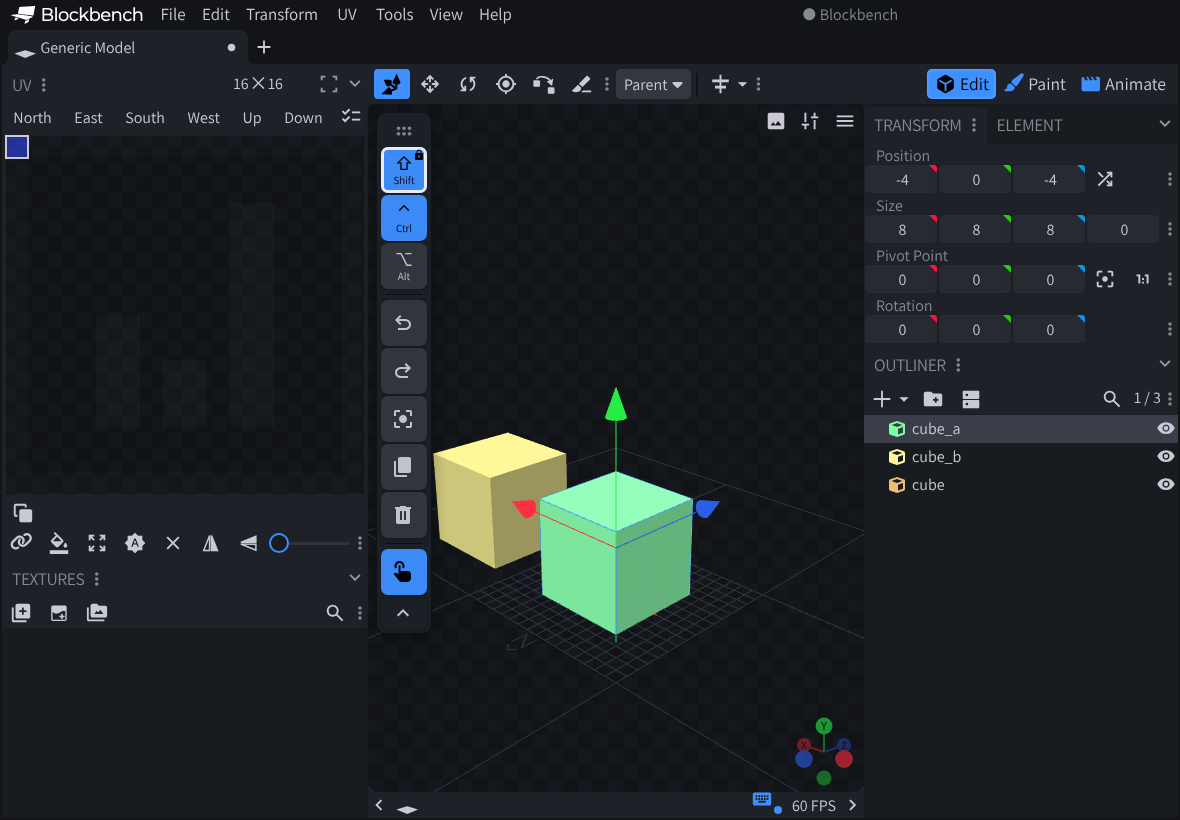 Blockbench File Edit Transform UV Tools View Help Blockbench
Generic Model
UV 16×16 Parent Edit Paint Animate
North East South West Up Down
TRANSFORM ELEMENT
Position
-4 0 -4
Size
8 8 8 0
Pivot Point
0 0 0 1:1
Rotation
0 0 0
OUTLINER
1 / 3
cube_a
cube_b
cube
Shift
Ctrl
Alt
A
TEXTURES
Y
X Z
60 FPS